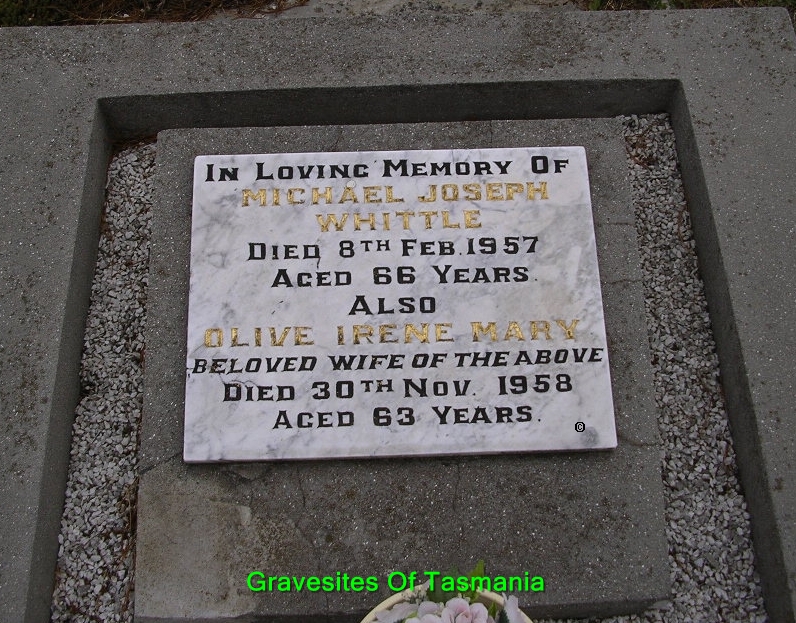 IN LOVING MEMORY OF
MICHAEL JOSEPH
WHITTLE
DIED 8TH FEB. 1957
AGED 66 YEARS.
ALSO
OLIVE IRENE MARY
BELOVED WIFE OF THE ABOVE
DIED 30TH NOV. 1958
AGED 63 YEARS.
©
Gravesites Of Tasmania